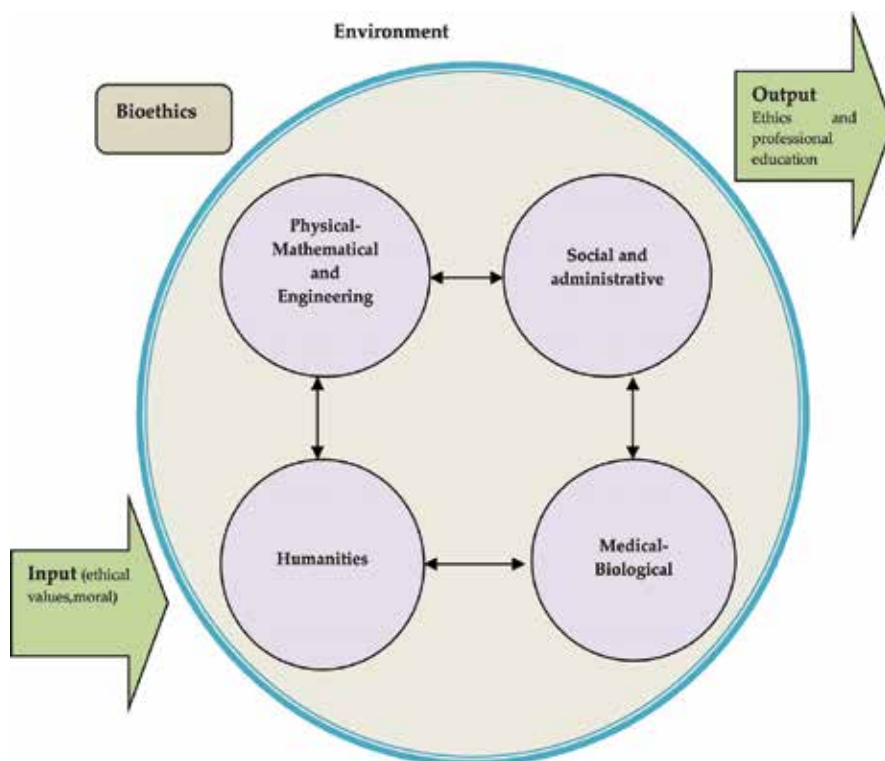 Environment
Bioethics
Output
Ethics and
professional
education
Physical-
Mathematical
and
Engineering
Social and
administrative
Humanities
Medical-
Biological
Input (ethical
values,moral)